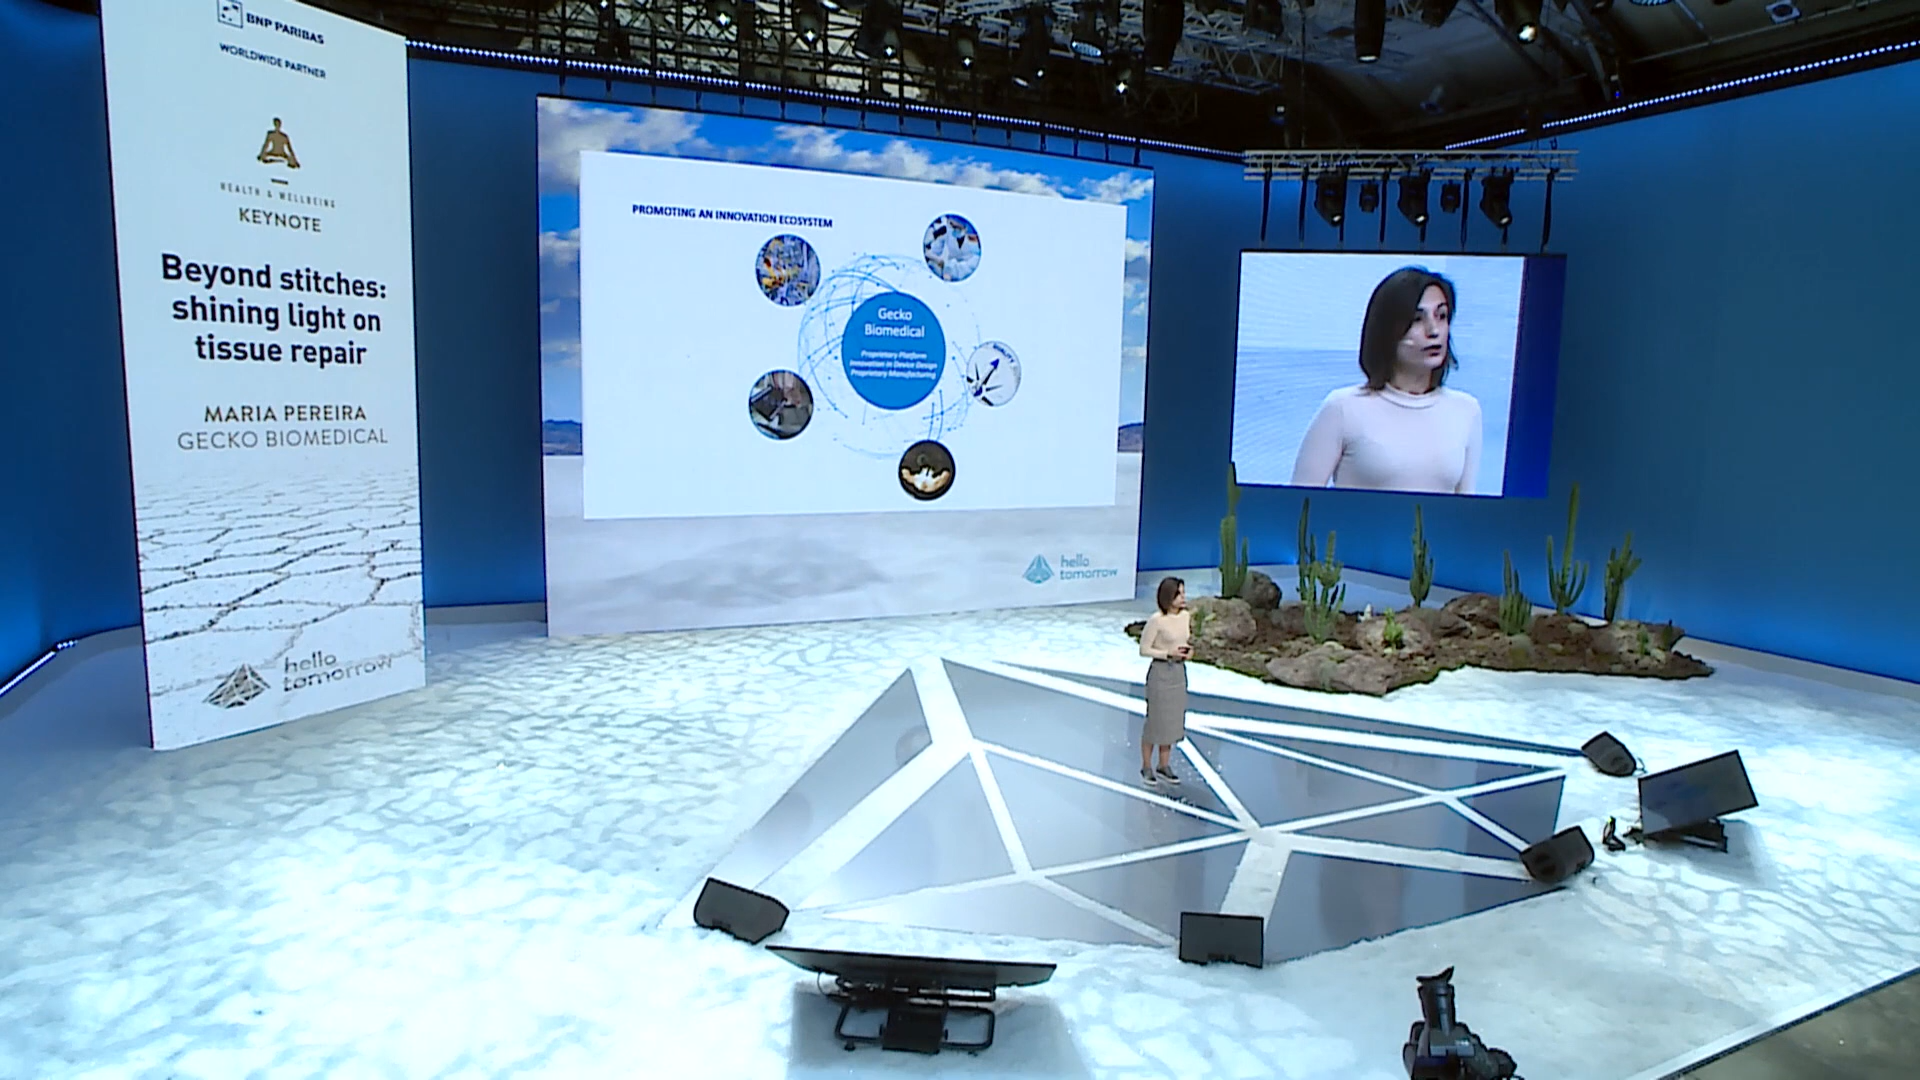 BNP PARIBAS
WORLDWIDE PARTNER
HEALTH & WELLBEING
KEYNOTE
Beyond stitches:
shining light on
tissue repair
MARIA PEREIRA
GECKO BIOMEDICAL
hello
tomorrow
PROMOTING AN INNOVATION ECOSYSTEM
Gecko
Biomedical
Proprietary Platform
Innovation in Device Design
Proprietary Manufacturing
QUALITY
hello
tomorrow